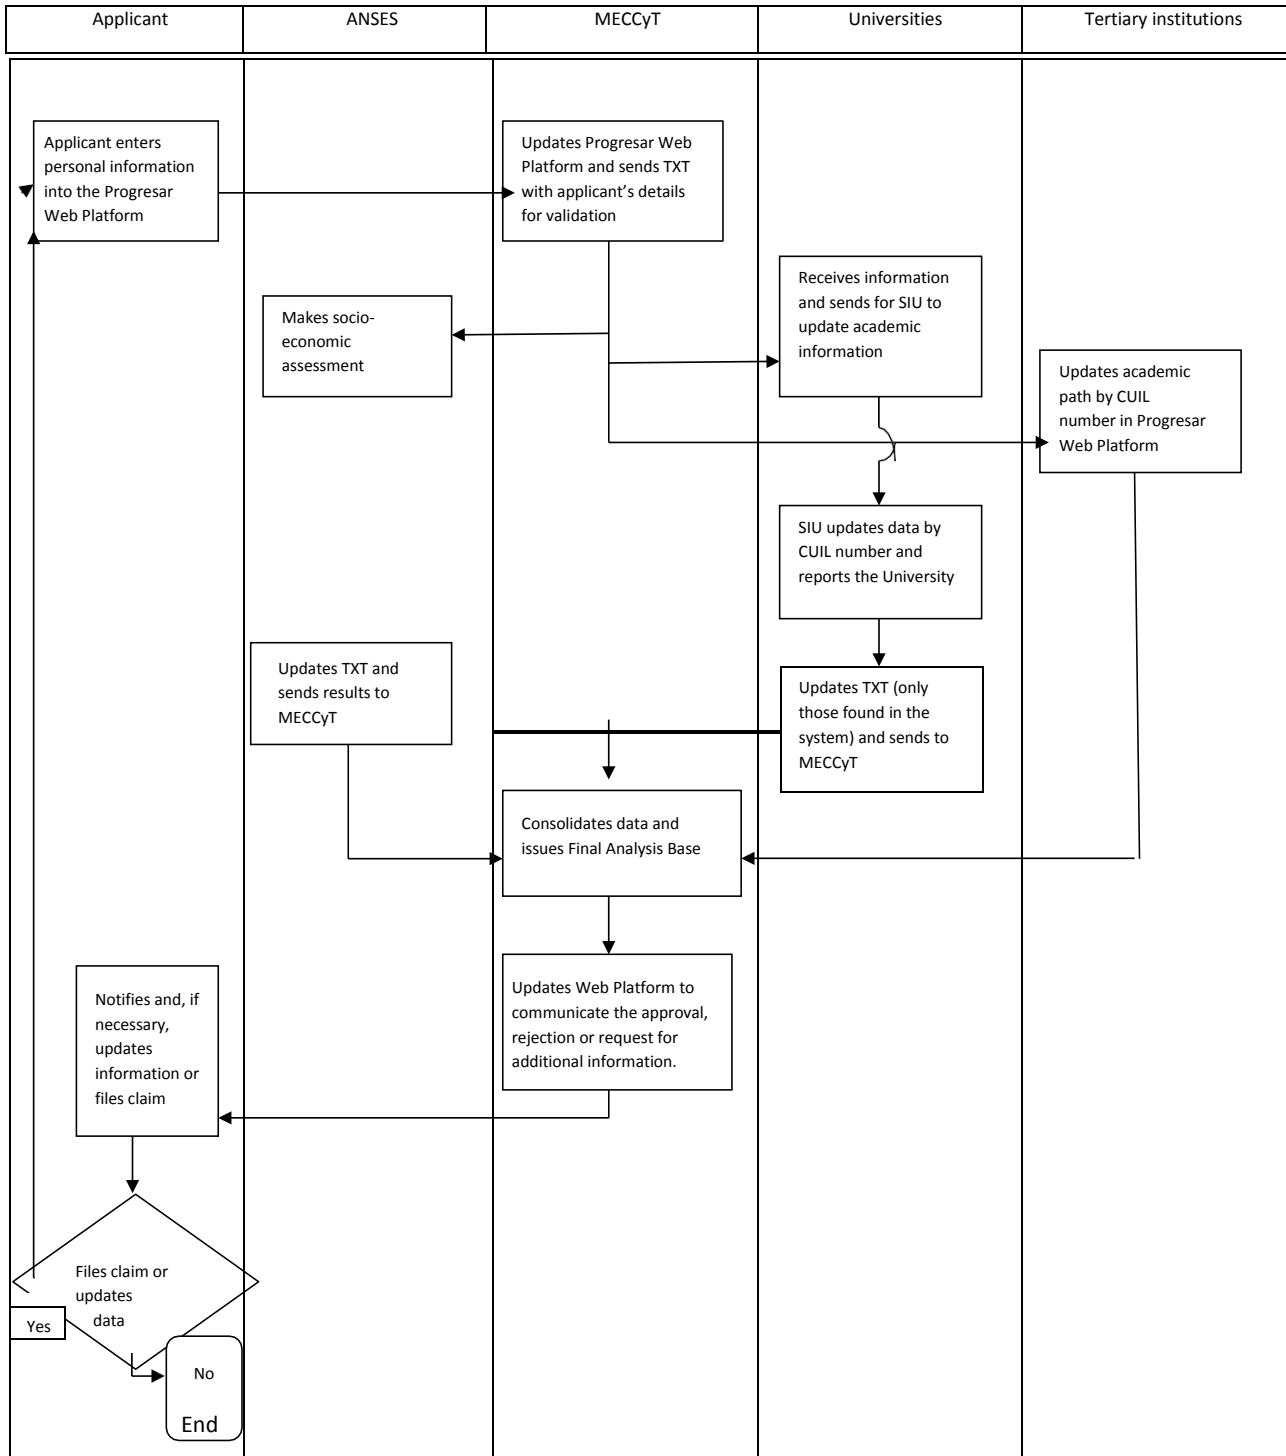 Applicant
ANSES
MECCyT
Universities
Tertiary institutions
Applicant enters
personal information
into the Progresar
Web Platform
Updates Progresar Web
Platform and sends TXT
with applicant's details
for validation
Receives information
and sends for SIU to
update academic
information
Makes socio-
economic
assessment
Updates academic
path by CUIL
number in Progresar
Web Platform
SIU updates data by
CUIL number and
reports the University
Updates TXT and
sends results to
MECCyT
Updates TXT (only
those found in the
system) and sends to
MECCyT
Consolidates data and
issues Final Analysis Base
Updates Web Platform to
communicate the approval,
rejection or request for
additional information.
Notifies and, if
necessary,
updates
information or
files claim
Files claim or
updates
data
Yes
No
End